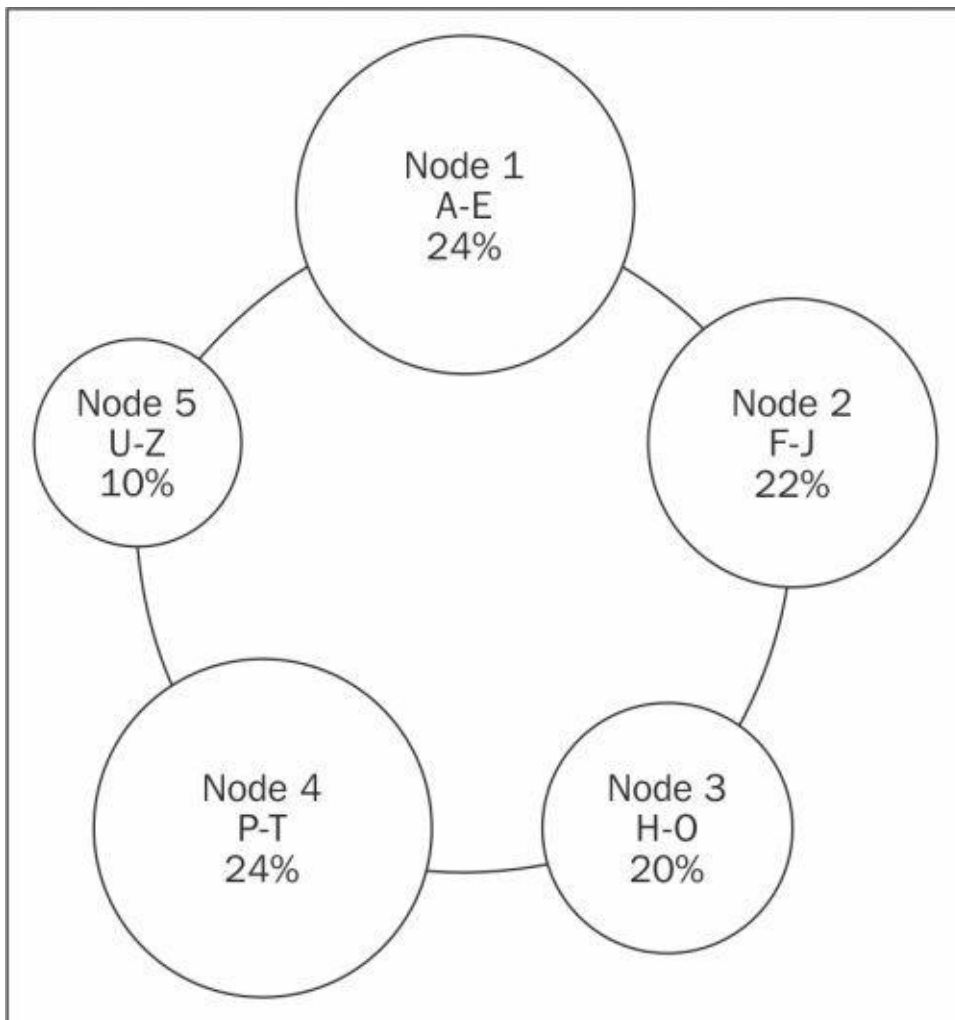 Node 1
A-E
24%
Node 2
F-J
22%
Node 3
H-O
20%
Node 4
P-T
24%
Node 5
U-Z
10%